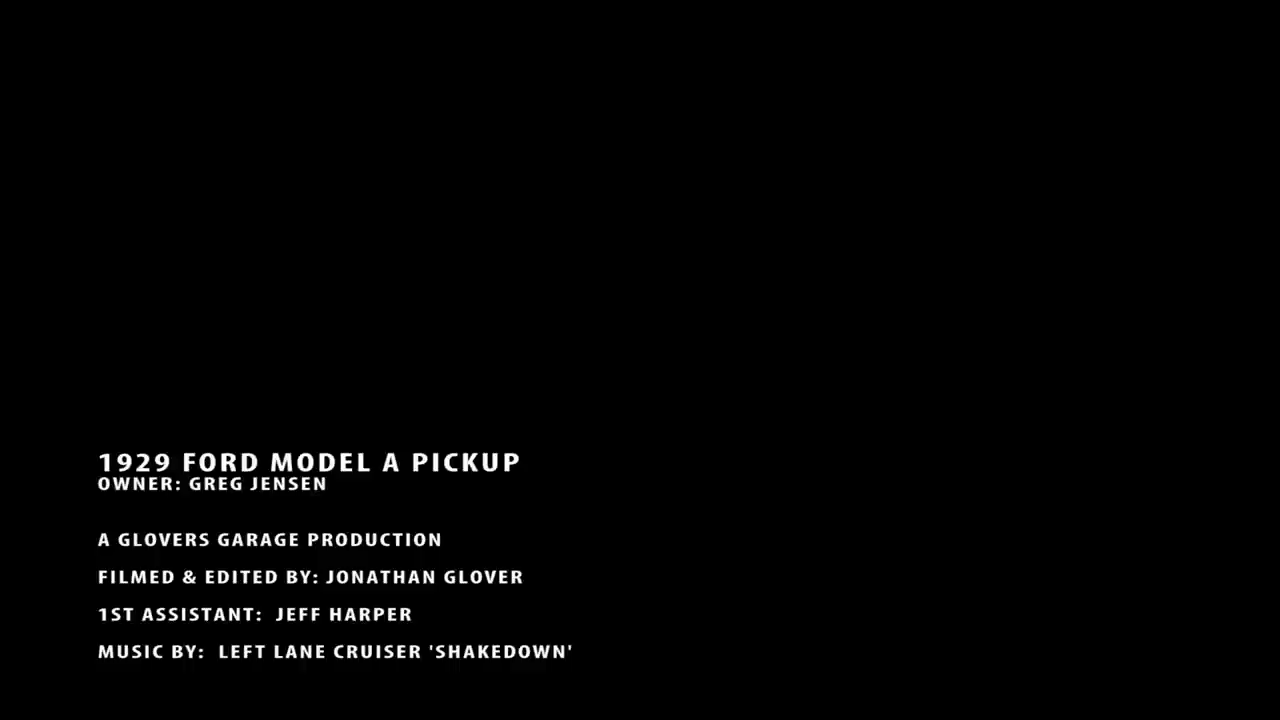 1929 FORD MODEL A PICKUP
OWNER: GREG JENSEN
A GLOVERS GARAGE PRODUCTION
FILMED & EDITED BY: JONATHAN GLOVER
1ST ASSISTANT:  JEFF HARPER
MUSIC BY:  LEFT LANE CRUISER 'SHAKEDOWN'